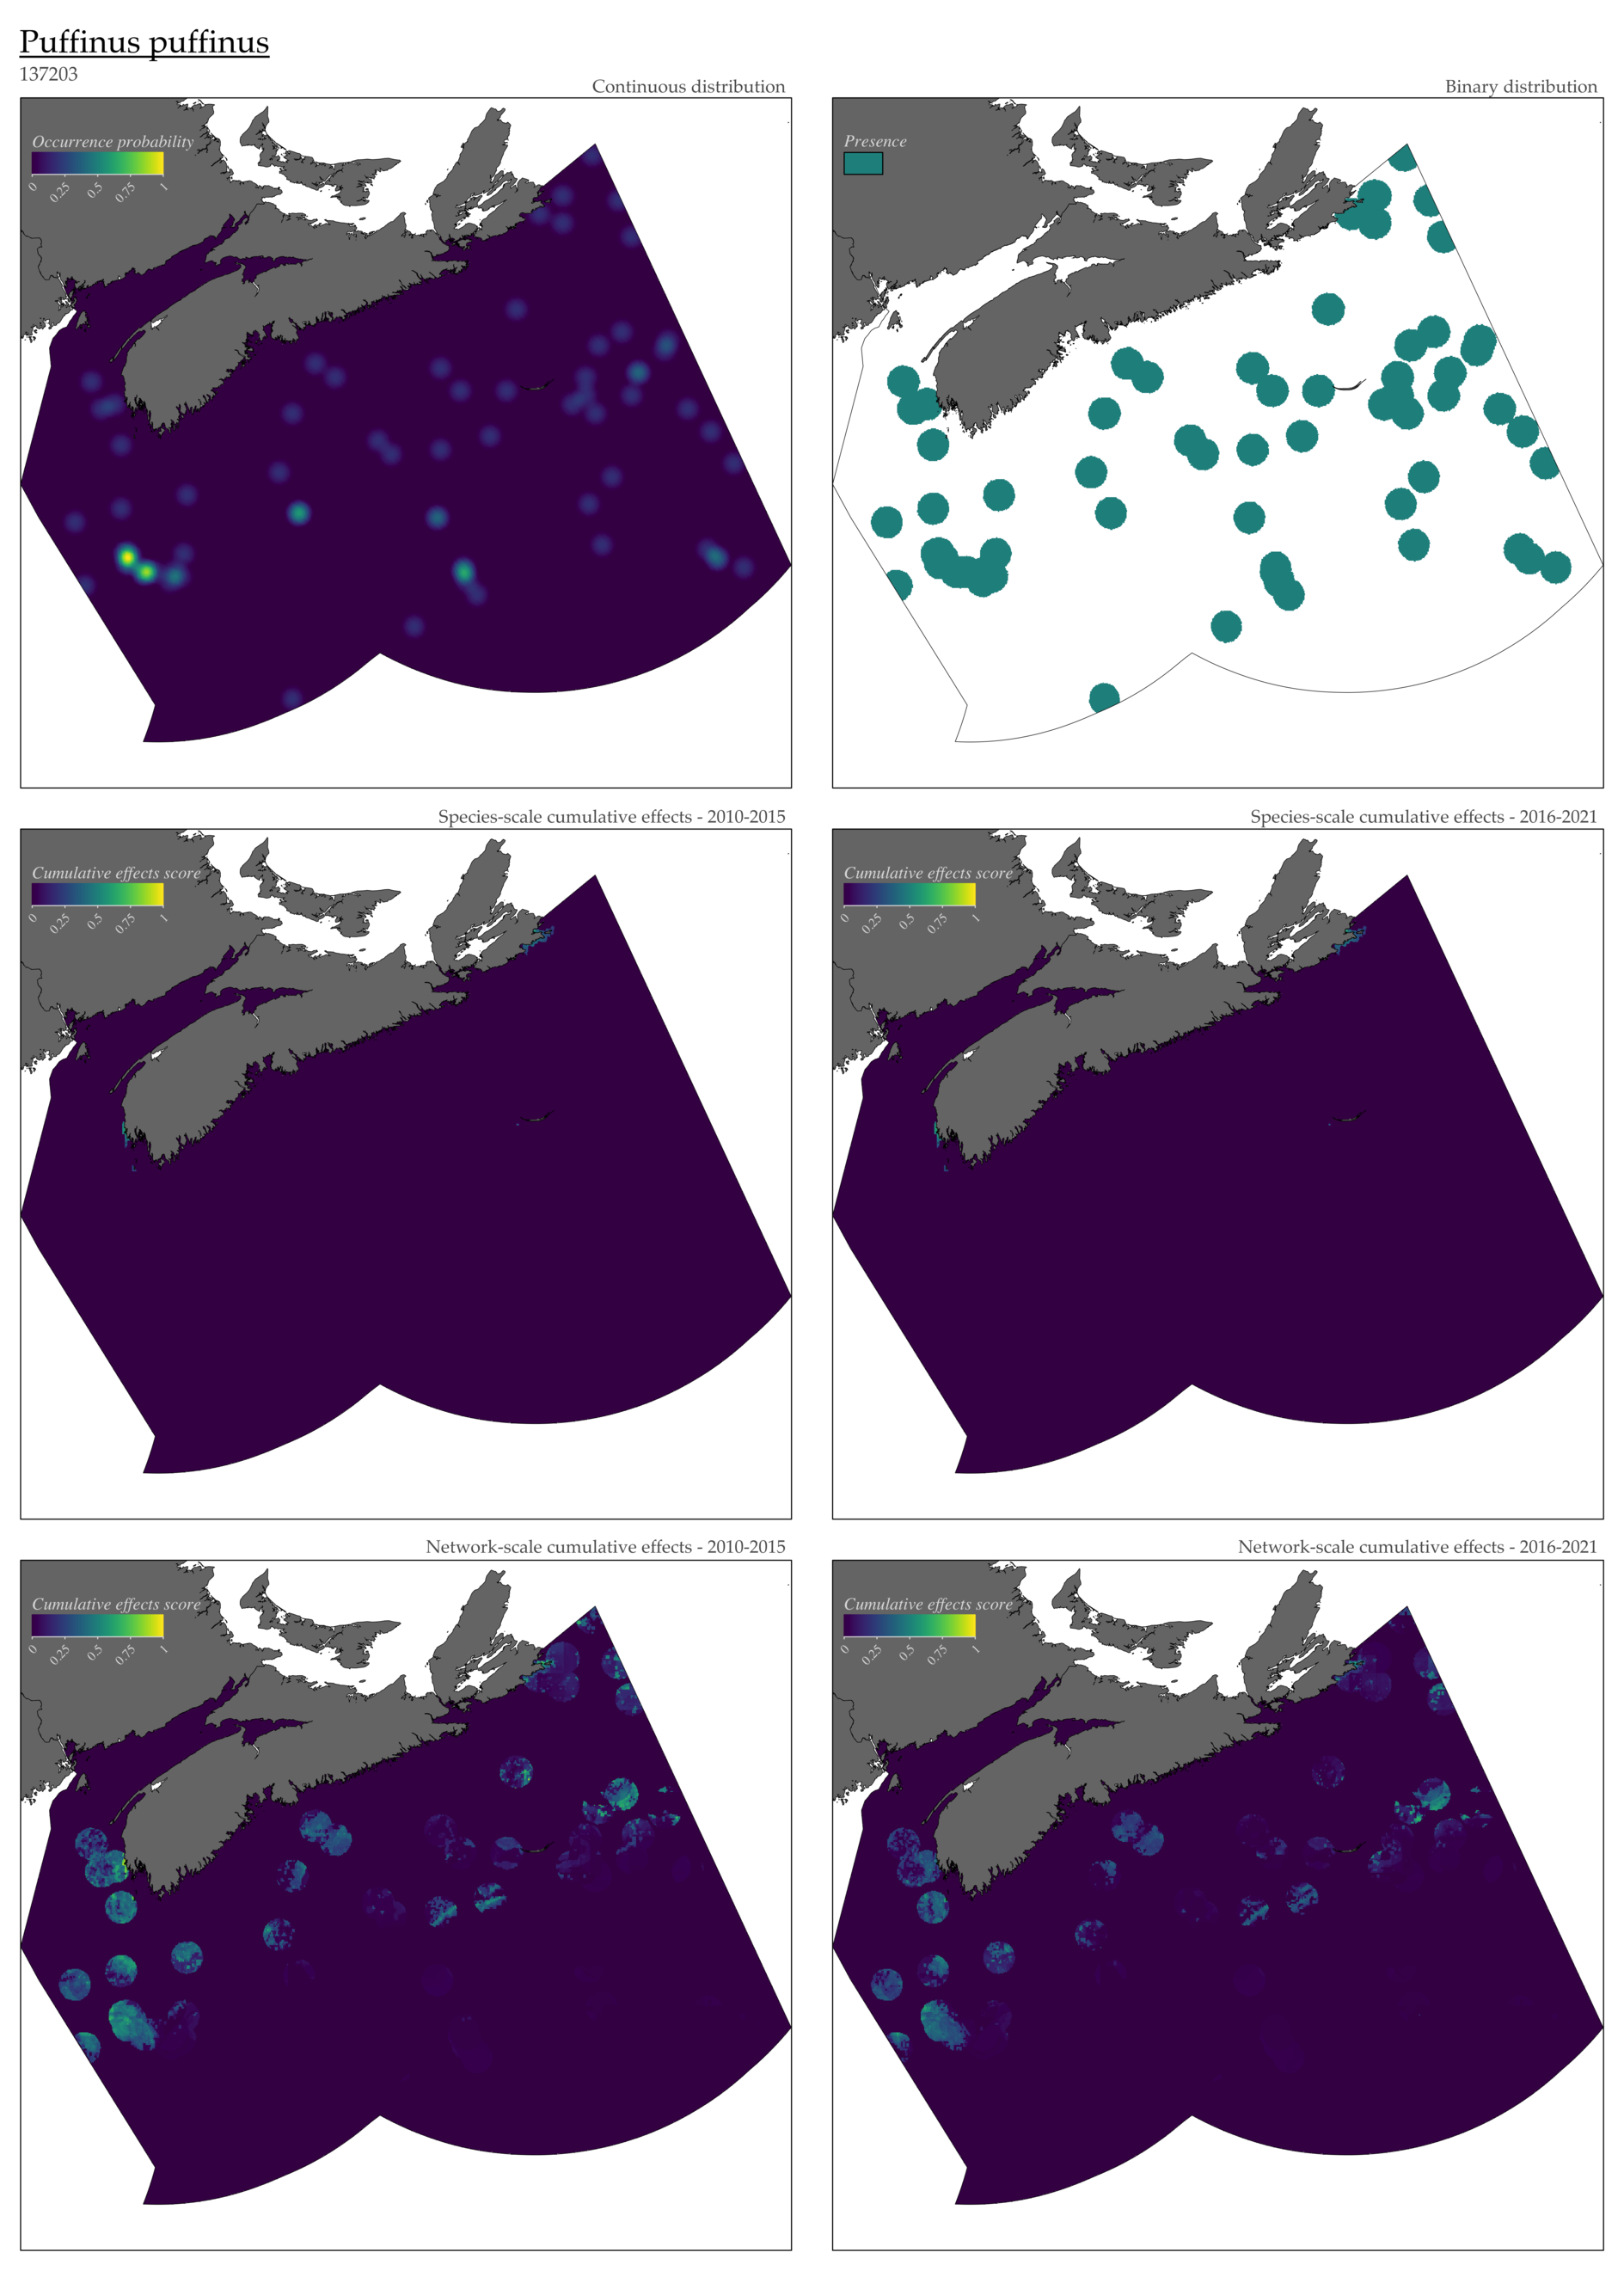 Puffinus puffinus
137203
Continuous distribution
Occurrence probability
0 0.25 0.5 0.75 1
Binary distribution
Presence
Species-scale cumulative effects - 2010-2015
Cumulative effects score
0 0.25 0.5 0.75 1
Species-scale cumulative effects - 2016-2021
Cumulative effects score
0 0.25 0.5 0.75 1
Network-scale cumulative effects - 2010-2015
Cumulative effects score
0 0.25 0.5 0.75 1
Network-scale cumulative effects - 2016-2021
Cumulative effects score
0 0.25 0.5 0.75 1